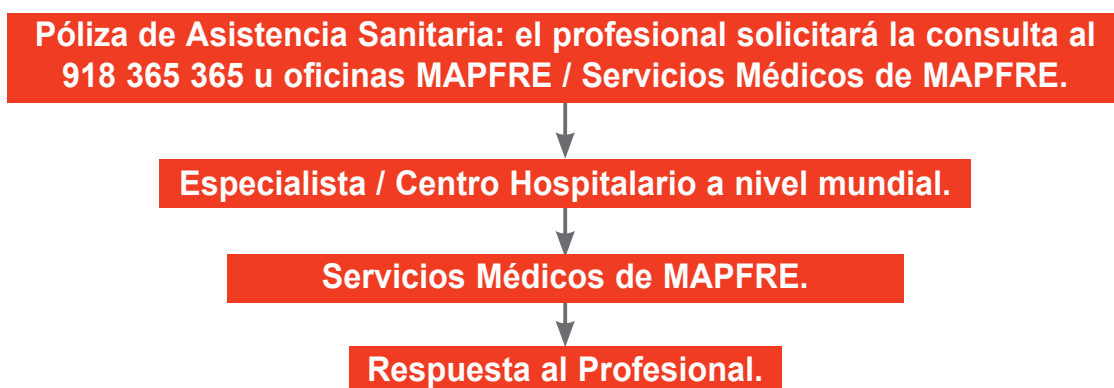 Póliza de Asistencia Sanitaria: el profesional solicitará la consulta al
918 365 365 u oficinas MAPFRE / Servicios Médicos de MAPFRE.
Especialista / Centro Hospitalario a nivel mundial.
Servicios Médicos de MAPFRE.
Respuesta al Profesional.